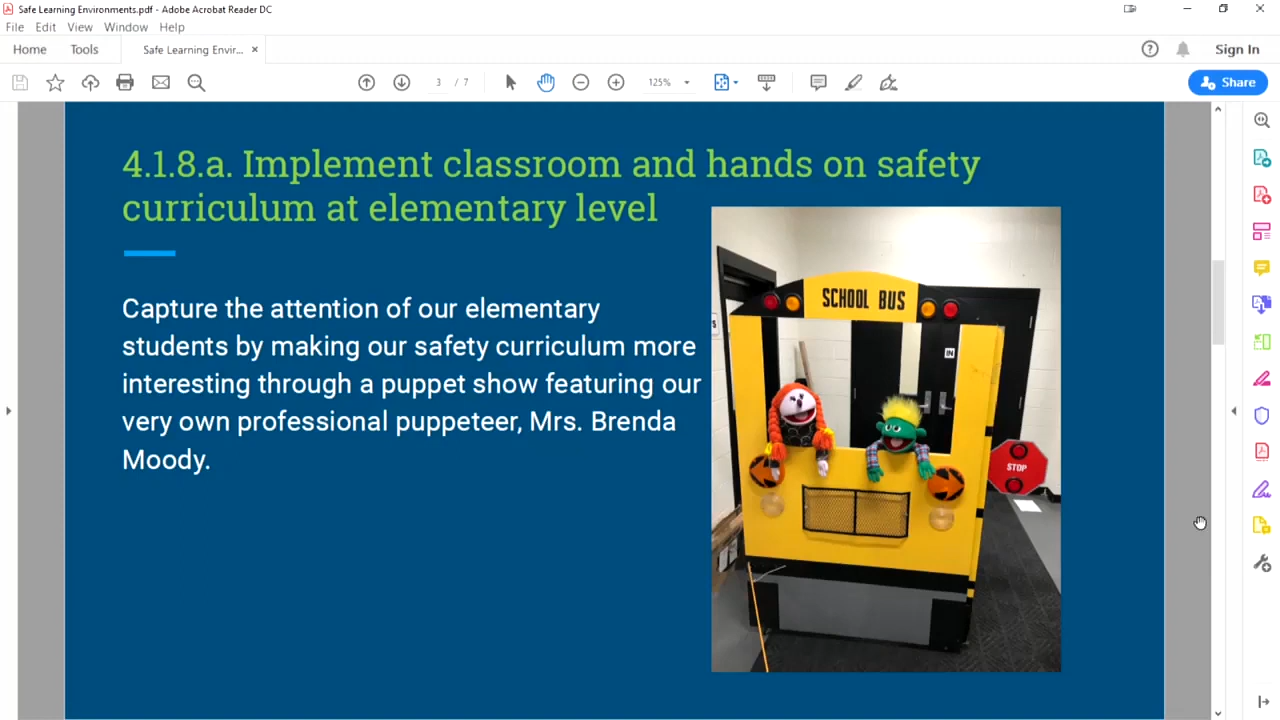 Safe Learning Environments.pdf - Adobe Acrobat Reader DC
File Edit View Window Help
Home Tools Safe Learning Envir... ×
Sign In
3 / 7
125%
Share
4.1.8.a. Implement classroom and hands on safety
curriculum at elementary level
Capture the attention of our elementary
students by making our safety curriculum more
interesting through a puppet show featuring our
very own professional puppeteer, Mrs. Brenda
Moody.
SCHOOL BUS
IN
STOP